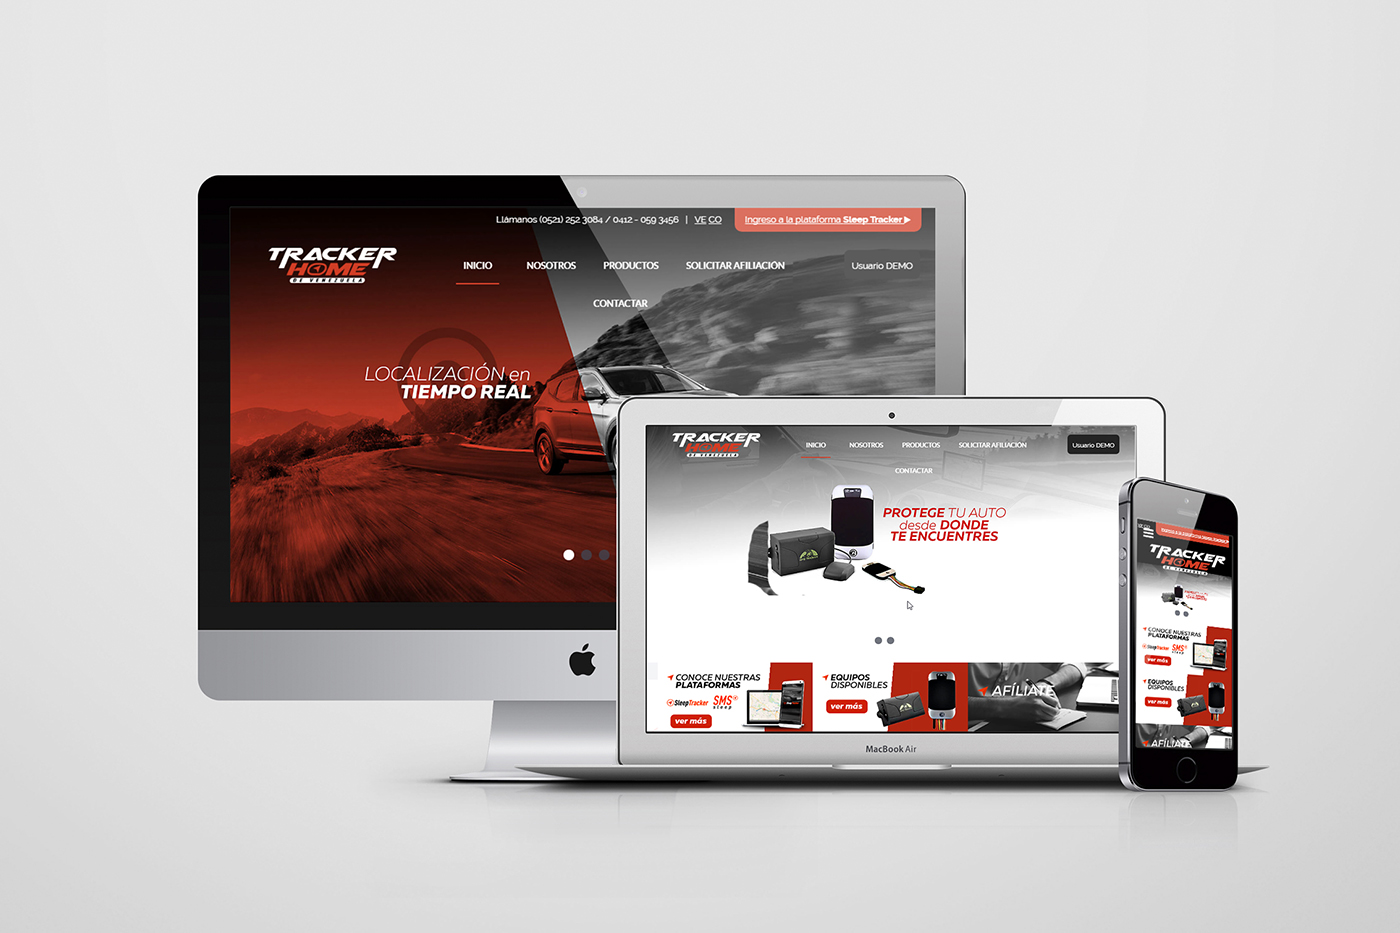 Llámanos (0521) 252 3084 / 0412 - 059 3456 | VE CO
Ingreso a la plataforma Sleep Tracker
TRACKER
HOME
DE VENEZUELA
INICIO NOSOTROS PRODUCTOS SOLICITAR AFILIACIÓN Usuario DEMO
CONTACTAR
LOCALIZACIÓN en
TIEMPO REAL
TRACKER
HOME
DE VENEZUELA
INICIO NOSOTROS PRODUCTOS SOLICITAR AFILIACIÓN Usuario DEMO
CONTACTAR
PROTEGE TU AUTO
desde DONDE
TE ENCUENTRES
CONOCE NUESTRAS
PLATAFORMAS
SleepTracker SMS
sleep
ver más
EQUIPOS
DISPONIBLES
ver más
AFÍLIATE
MacBook Air
TRACKER
HOME
DE VENEZUELA
CONOCE NUESTRAS
PLATAFORMAS
SleepTracker SMS
sleep
ver más
EQUIPOS
DISPONIBLES
ver más
AFÍLIATE